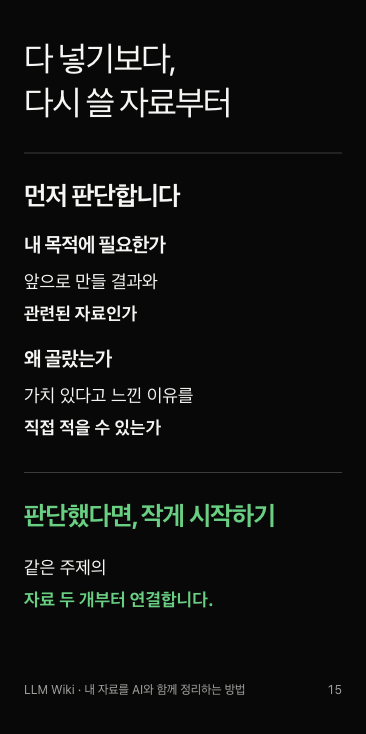 다 넣기보다,
다시 쓸 자료부터
먼저 판단합니다
내 목적에 필요한가
앞으로 만들 결과와
관련된 자료인가
왜 골랐는가
가치 있다고 느낀 이유를
직접 적을 수 있는가
판단했다면, 작게 시작하기
같은 주제의
자료 두 개부터 연결합니다.
LLM Wiki · 내 자료를 AI와 함께 정리하는 방법 15